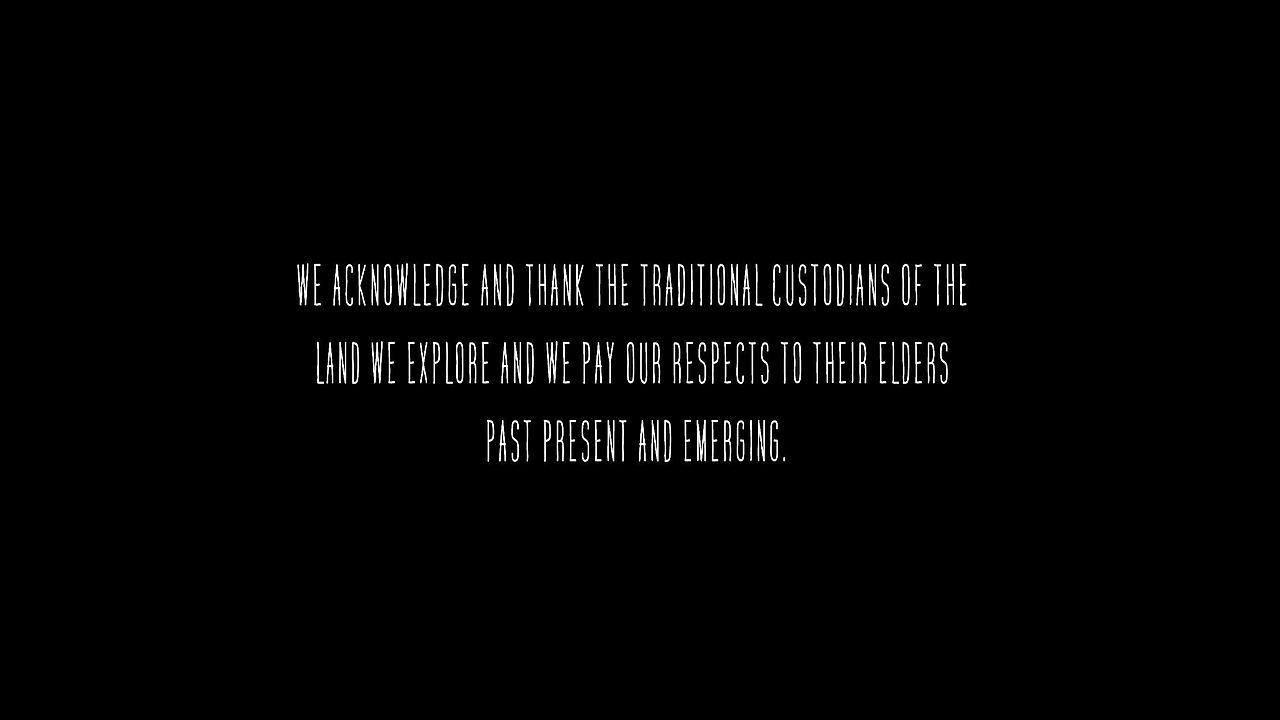 WE ACKNOWLEDGE AND THANK THE TRADITIONAL CUSTODIANS OF THE
LAND WE EXPLORE AND WE PAY OUR RESPECTS TO THEIR ELDERS
PAST PRESENT AND EMERGING.